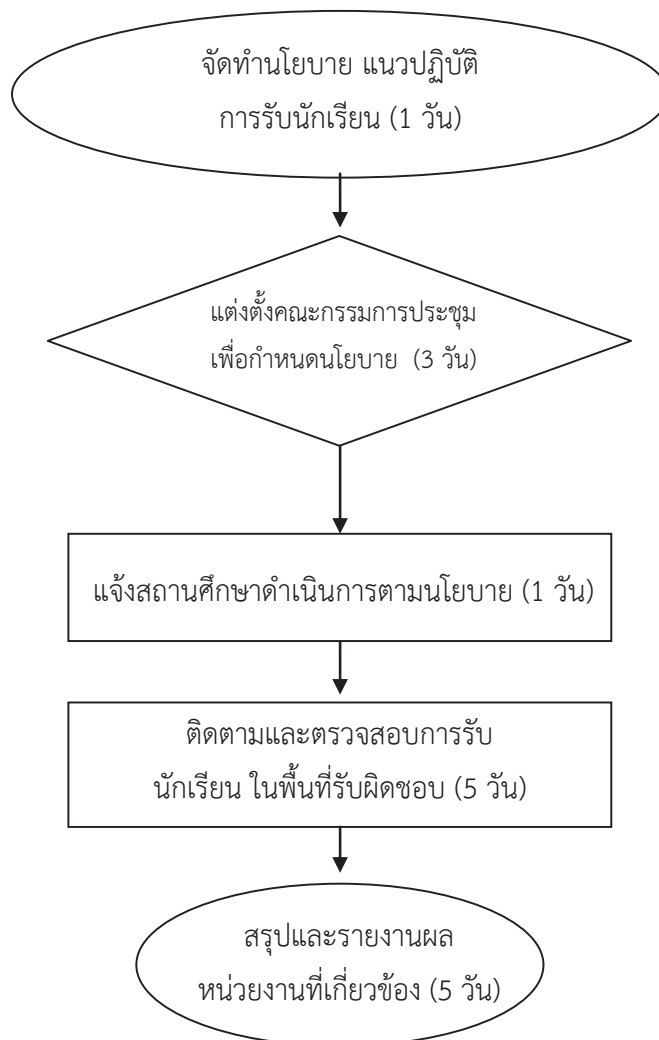 จัดทำนโยบาย แนวปฏิบัติ
การรับนักเรียน (1 วัน)
แต่งตั้งคณะกรรมการประชุม
เพื่อกำหนดนโยบาย (3 วัน)
แจ้งสถานศึกษาดำเนินการตามนโยบาย (1 วัน)
ติดตามและตรวจสอบการรับ
นักเรียน ในพื้นที่รับผิดชอบ (5 วัน)
สรุปและรายงานผล
หน่วยงานที่เกี่ยวข้อง (5 วัน)